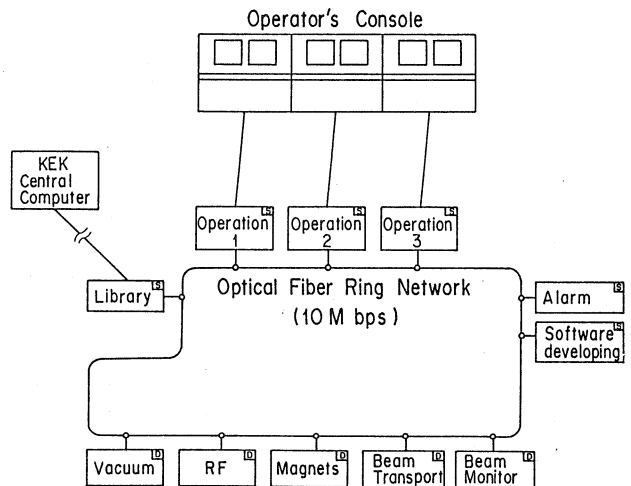 Operator's Console
KEK
Central
Computer
S
Operation
1
S
Operation
2
S
Operation
3
S
Library
Optical Fiber Ring Network
(10 M bps)
S
Alarm
S
Software
developing
D
Vacuum
D
RF
D
Magnets
D
Beam
Transport
D
Beam
Monitor